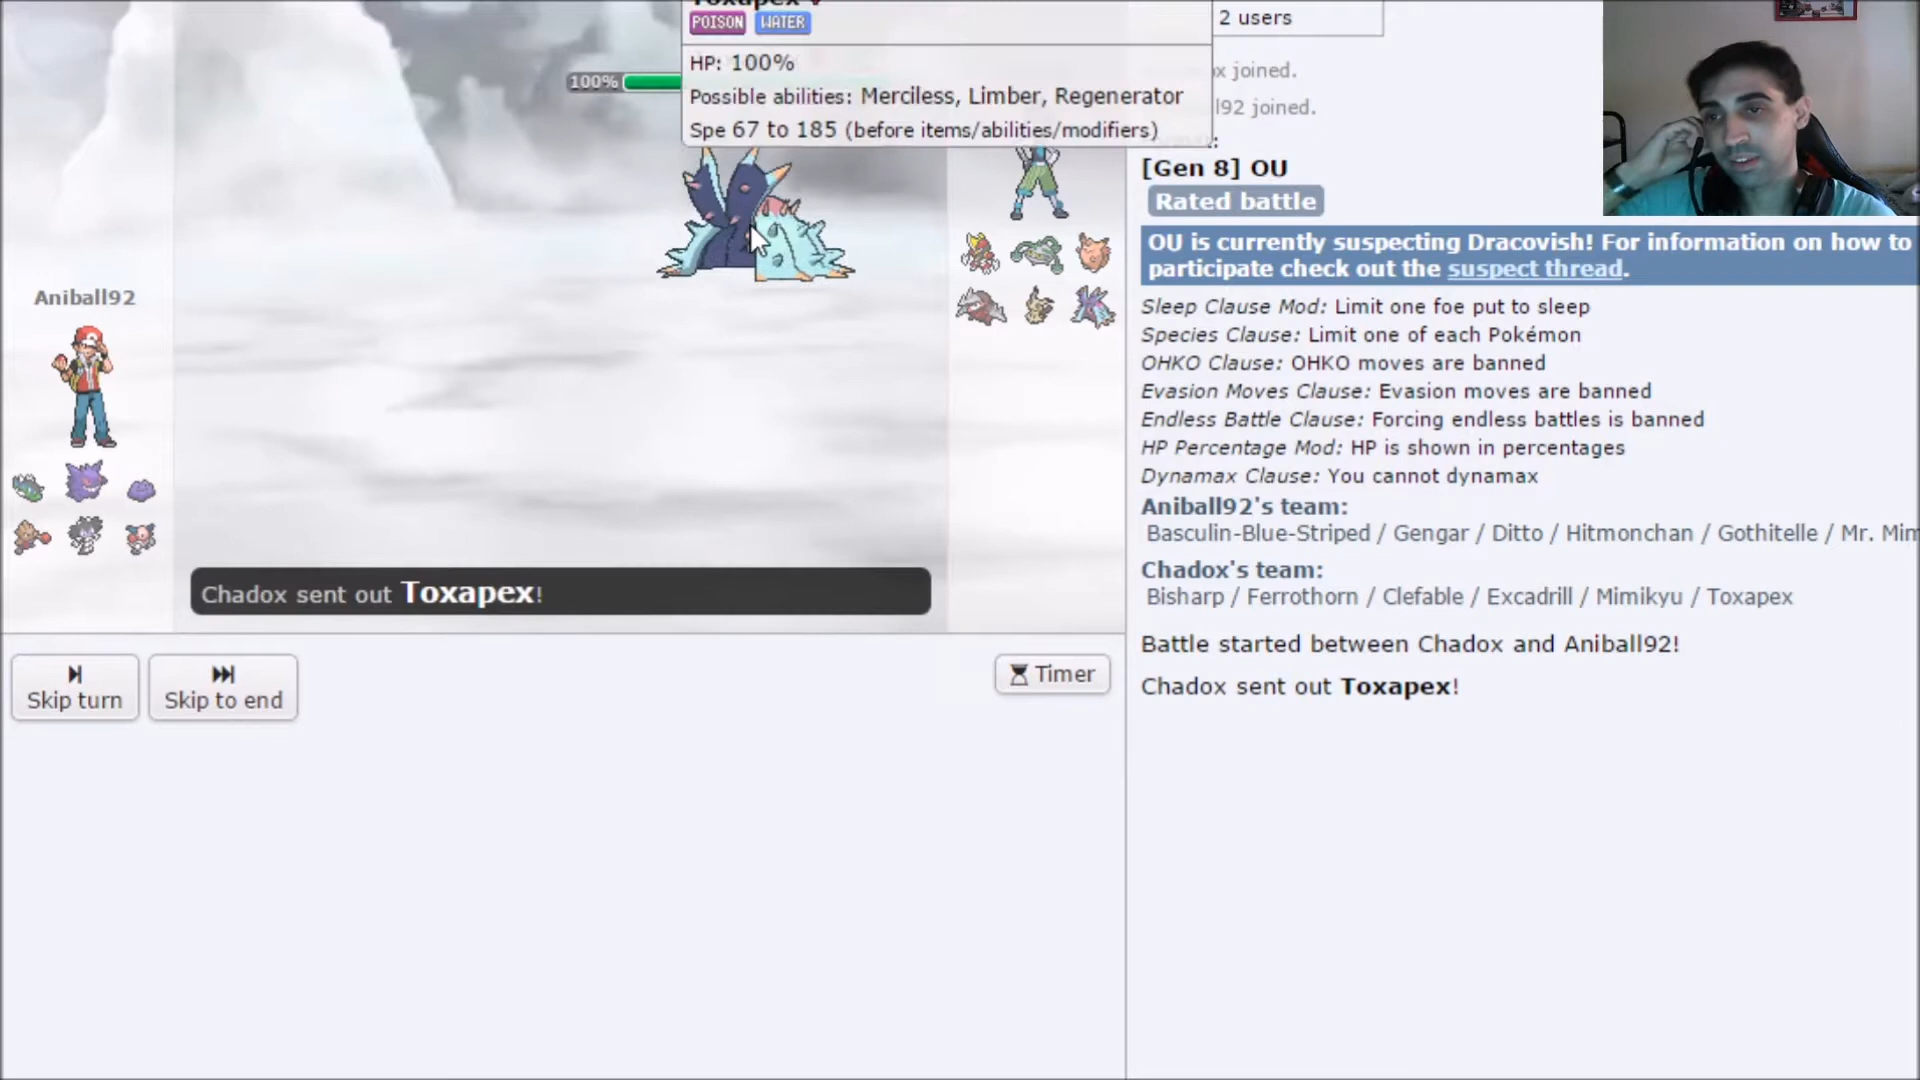 POISON WATER
HP: 100%
Possible abilities: Merciless, Limber, Regenerator
Spe 67 to 185 (before items/abilities/modifiers)
100%
Aniball92
Chadox sent out Toxapex!
Skip turn
Skip to end
Timer
2 users
x joined.
l92 joined.
[Gen 8] OU
Rated battle
OU is currently suspecting Dracovish! For information on how to
participate check out the suspect thread.
Sleep Clause Mod: Limit one foe put to sleep
Species Clause: Limit one of each Pokémon
OHKO Clause: OHKO moves are banned
Evasion Moves Clause: Evasion moves are banned
Endless Battle Clause: Forcing endless battles is banned
HP Percentage Mod: HP is shown in percentages
Dynamax Clause: You cannot dynamax
Aniball92's team:
Basculin-Blue-Striped / Gengar / Ditto / Hitmonchan / Gothitelle / Mr. Mim
Chadox's team:
Bisharp / Ferrothorn / Clefable / Excadrill / Mimikyu / Toxapex
Battle started between Chadox and Aniball92!
Chadox sent out Toxapex!